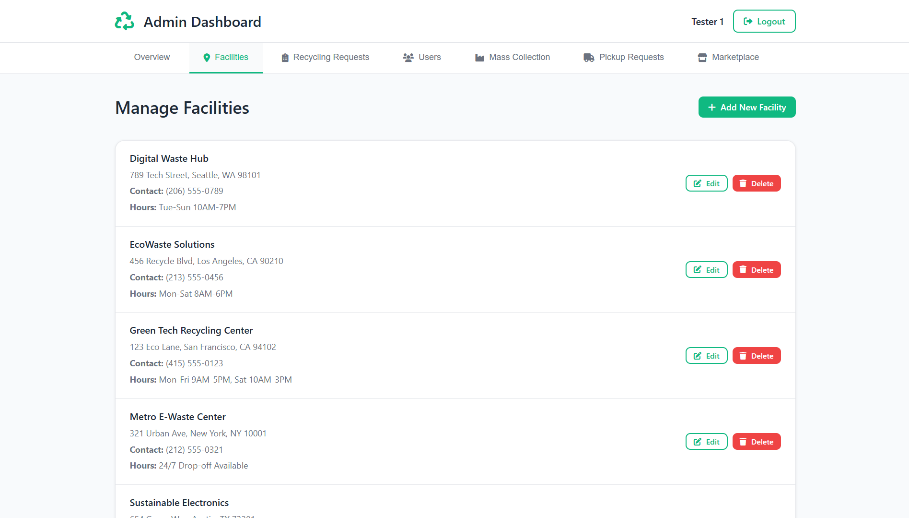 Admin Dashboard
Tester 1
Logout
Overview
Facilities
Recycling Requests
Users
Mass Collection
Pickup Requests
Marketplace
Manage Facilities
Add New Facility
Digital Waste Hub
789 Tech Street, Seattle, WA 98101
Contact: (206) 555-0789
Hours: Tue-Sun 10AM-7PM
Edit
Delete
EcoWaste Solutions
456 Recycle Blvd, Los Angeles, CA 90210
Contact: (213) 555-0456
Hours: Mon-Sat 8AM-6PM
Edit
Delete
Green Tech Recycling Center
123 Eco Lane, San Francisco, CA 94102
Contact: (415) 555-0123
Hours: Mon-Fri 9AM-5PM, Sat 10AM-3PM
Edit
Delete
Metro E-Waste Center
321 Urban Ave, New York, NY 10001
Contact: (212) 555-0321
Hours: 24/7 Drop-off Available
Edit
Delete
Sustainable Electronics